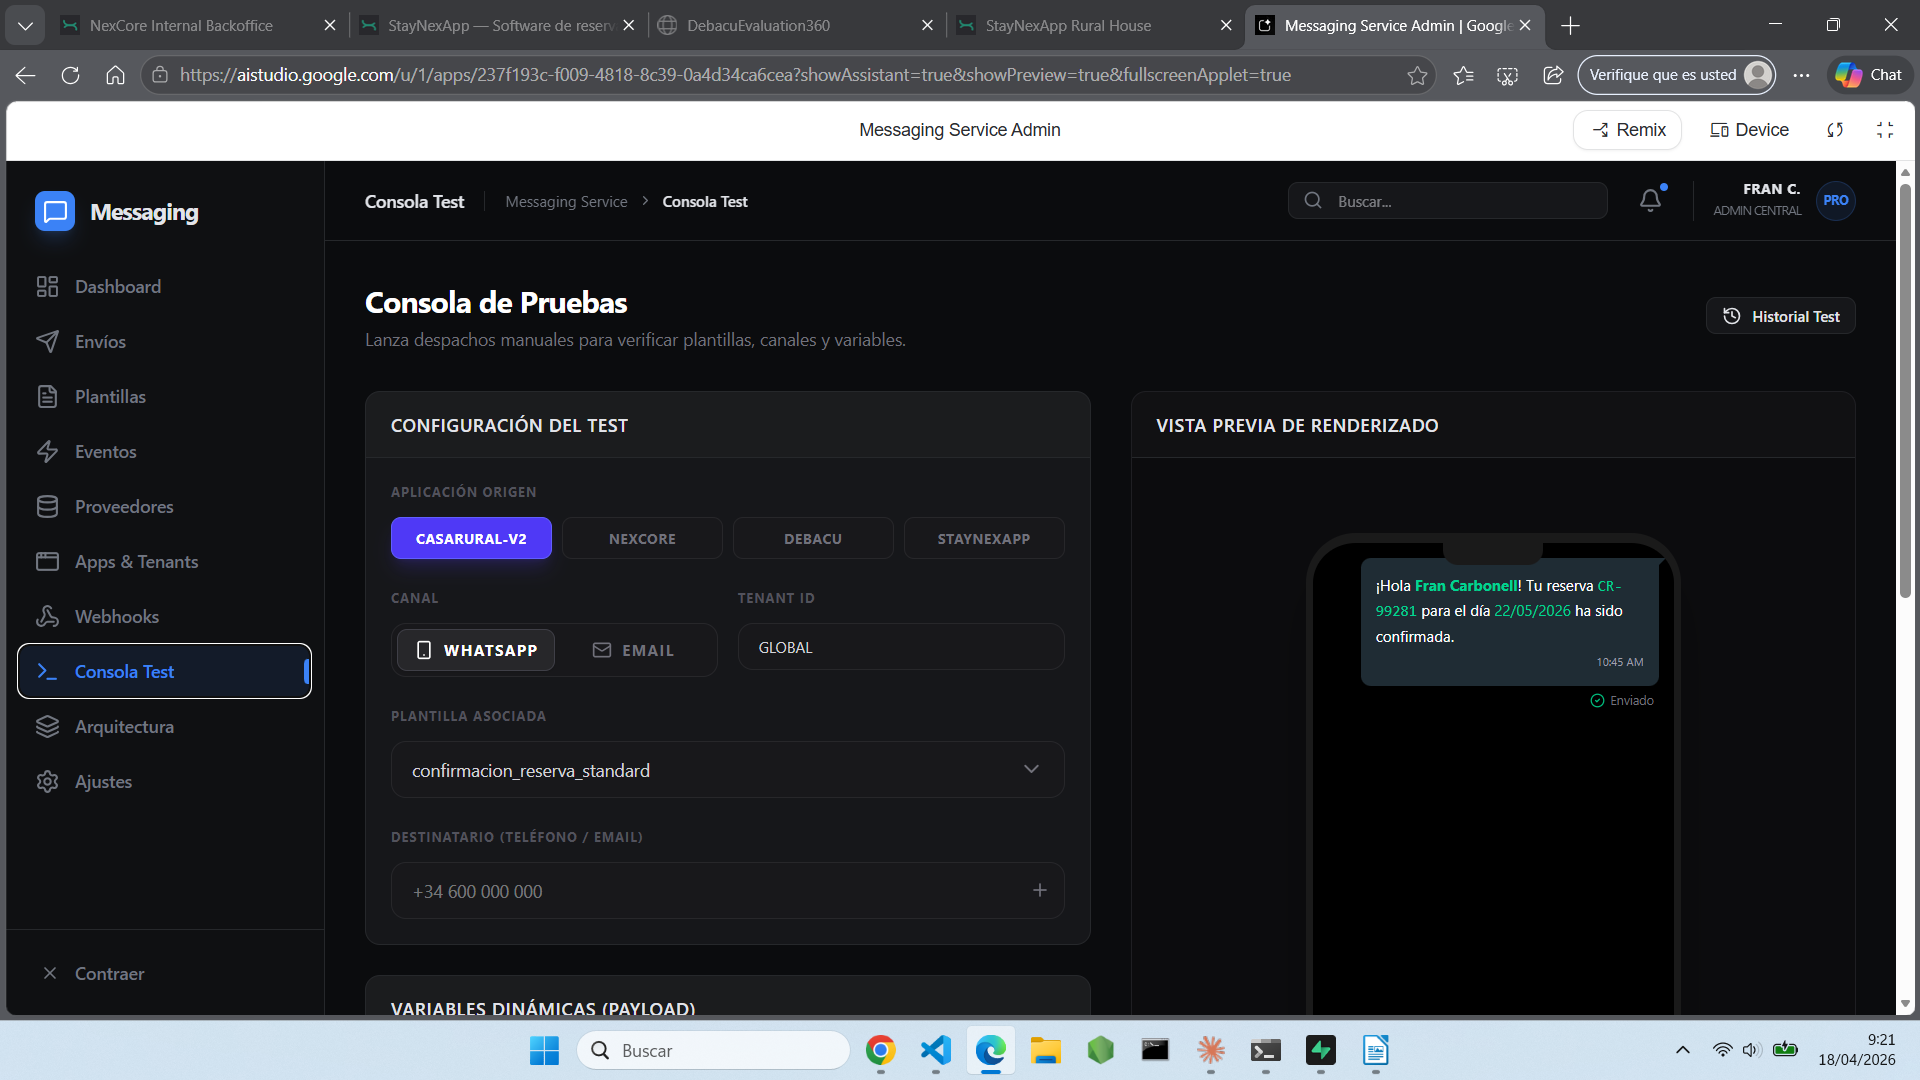 NexCore Internal Backoffice
StayNexApp — Software de reserv
DebacuEvaluation360
StayNexApp Rural House
Messaging Service Admin | Google
https://aistudio.google.com/u/1/apps/237f193c-f009-4818-8c39-0a4d34ca6cea?showAssistant=true&showPreview=true&fullscreenApplet=true
Verifique que es usted
Chat
Messaging Service Admin
Remix
Device
Messaging
Dashboard
Envíos
Plantillas
Eventos
Proveedores
Apps & Tenants
Webhooks
Consola Test
Arquitectura
Ajustes
Contraer
Consola Test
Messaging Service > Consola Test
Buscar...
FRAN C.
ADMIN CENTRAL
PRO
Consola de Pruebas
Lanza despachos manuales para verificar plantillas, canales y variables.
Historial Test
CONFIGURACIÓN DEL TEST
APLICACIÓN ORIGEN
CASARURAL-V2
NEXCORE
DEBACU
STAYNEXAPP
CANAL
WHATSAPP
EMAIL
TENANT ID
GLOBAL
PLANTILLA ASOCIADA
confirmacion_reserva_standard
DESTINATARIO (TELÉFONO / EMAIL)
+34 600 000 000
VARIABLES DINÁMICAS (PAYLOAD)
VISTA PREVIA DE RENDERIZADO
¡Hola Fran Carbonell! Tu reserva CR-
99281 para el día 22/05/2026 ha sido
confirmada.
10:45 AM
Enviado
Buscar
9:21
18/04/2026